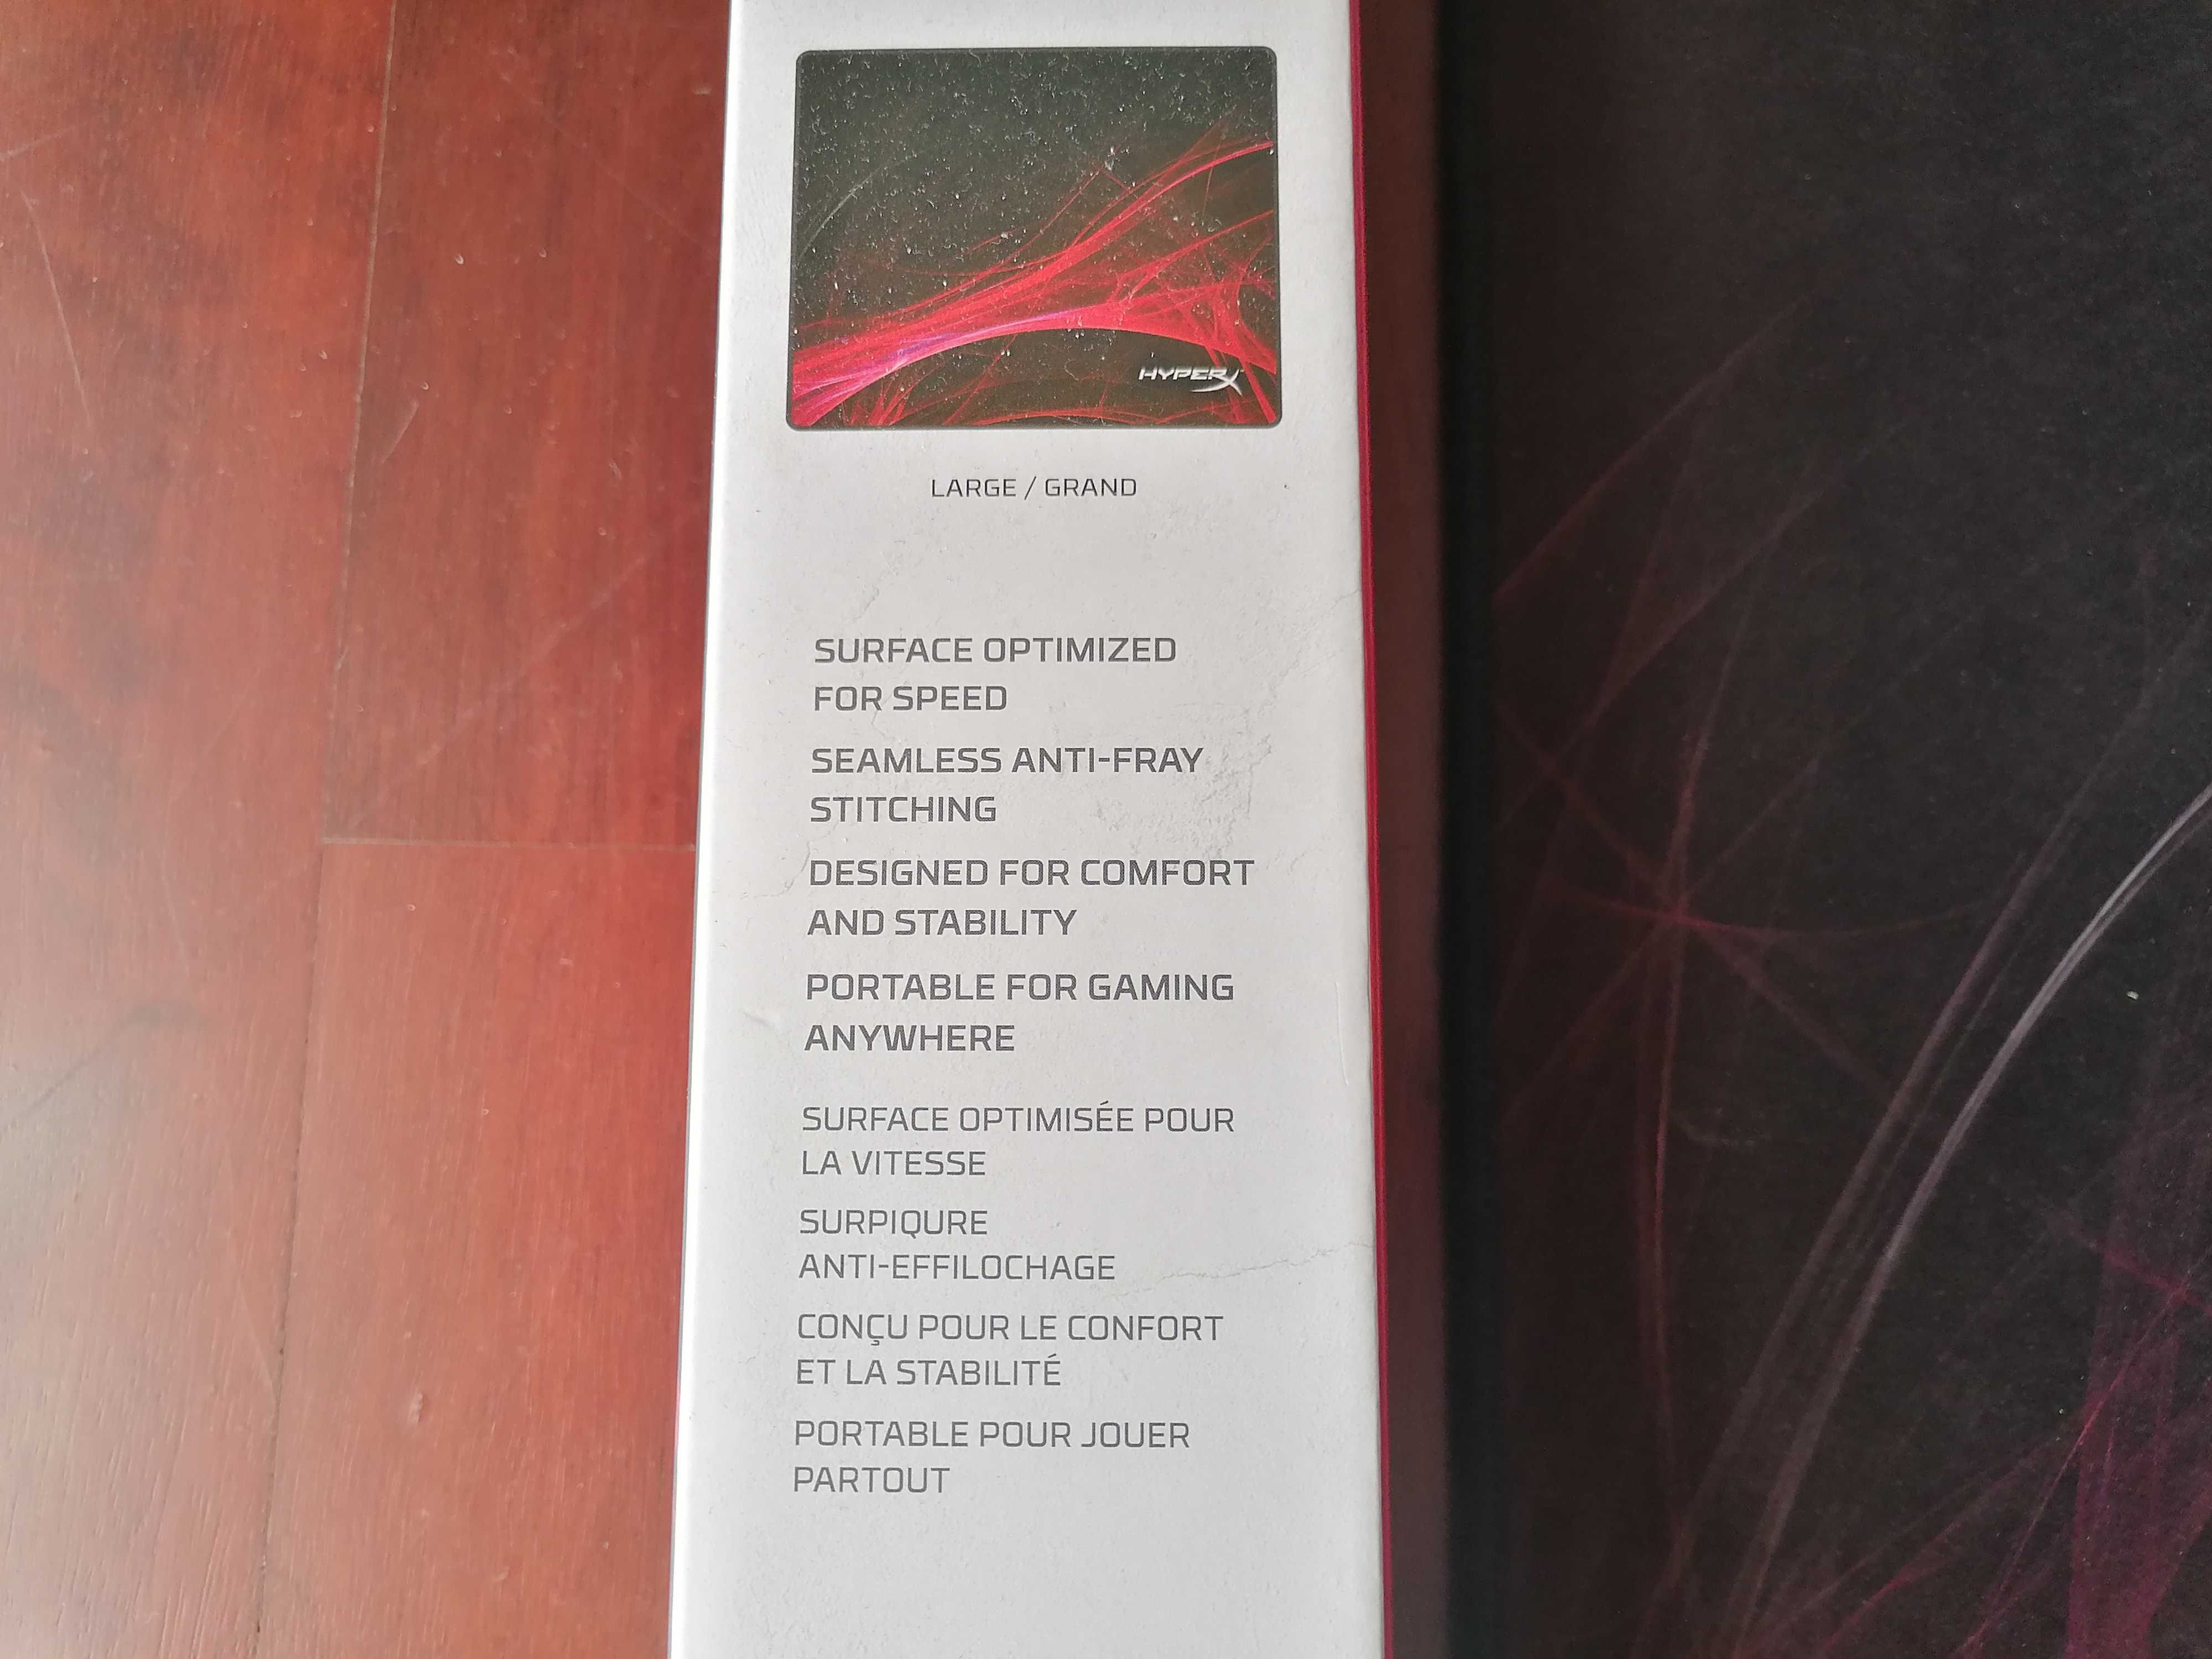 HYPERX
LARGE / GRAND
SURFACE OPTIMIZED
FOR SPEED
SEAMLESS ANTI-FRAY
STITCHING
DESIGNED FOR COMFORT
AND STABILITY
PORTABLE FOR GAMING
ANYWHERE
SURFACE OPTIMISÉE POUR
LA VITESSE
SURPIQURE
ANTI-EFFILOCHAGE
CONÇU POUR LE CONFORT
ET LA STABILITÉ
PORTABLE POUR JOUER
PARTOUT